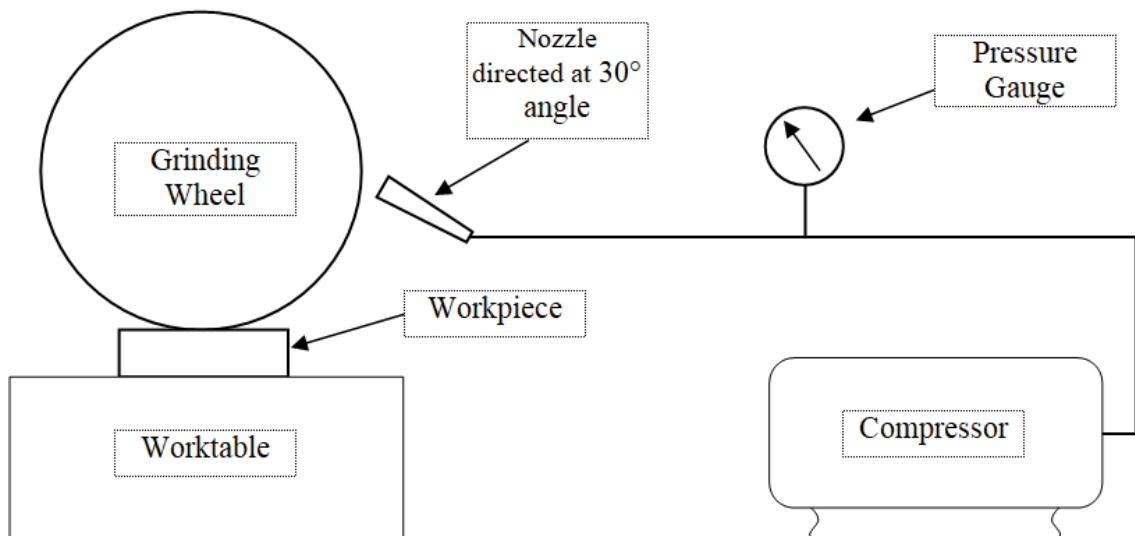 Nozzle
directed at 30°
angle
Pressure
Gauge
Grinding
Wheel
Workpiece
Worktable
Compressor